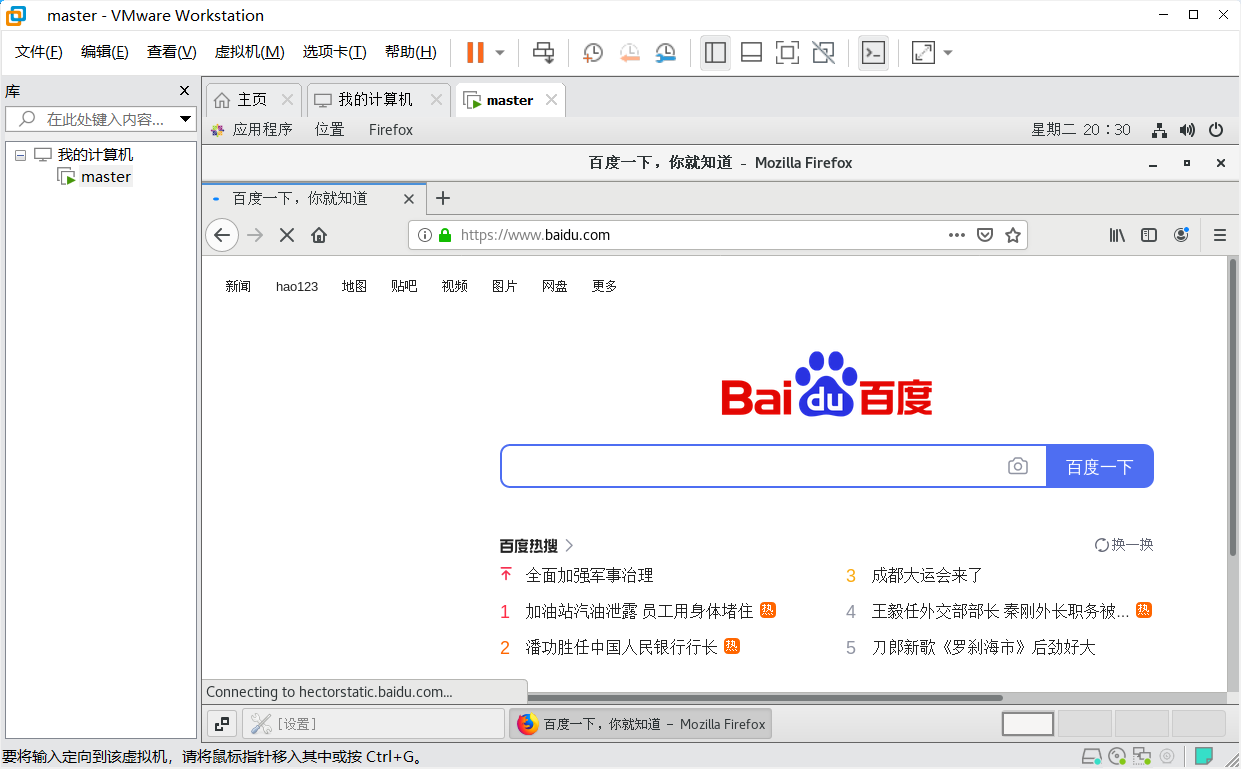 master - VMware Workstation
文件(F) 编辑(E) 查看(V) 虚拟机(M) 选项卡(T) 帮助(H)
库
在此处键入内容...
我的计算机
master
主页 我的计算机 master
应用程序 位置 Firefox 星期二 20：30
百度一下，你就知道 - Mozilla Firefox
百度一下，你就知道
https://www.baidu.com
新闻 hao123 地图 贴吧 视频 图片 网盘 更多
Bai du 百度
百度一下
百度热搜 换一换
全面加强军事治理
3 成都大运会来了
1 加油站汽油泄露 员工用身体堵住 热
4 王毅任外交部部长 秦刚外长职务被... 热
2 潘功胜任中国人民银行行长 热
5 刀郎新歌《罗刹海市》后劲好大
Connecting to hectorstatic.baidu.com...
[设置] 百度一下，你就知道 - Mozilla Firefox
要将输入定向到该虚拟机，请将鼠标指针移入其中或按 Ctrl+G。